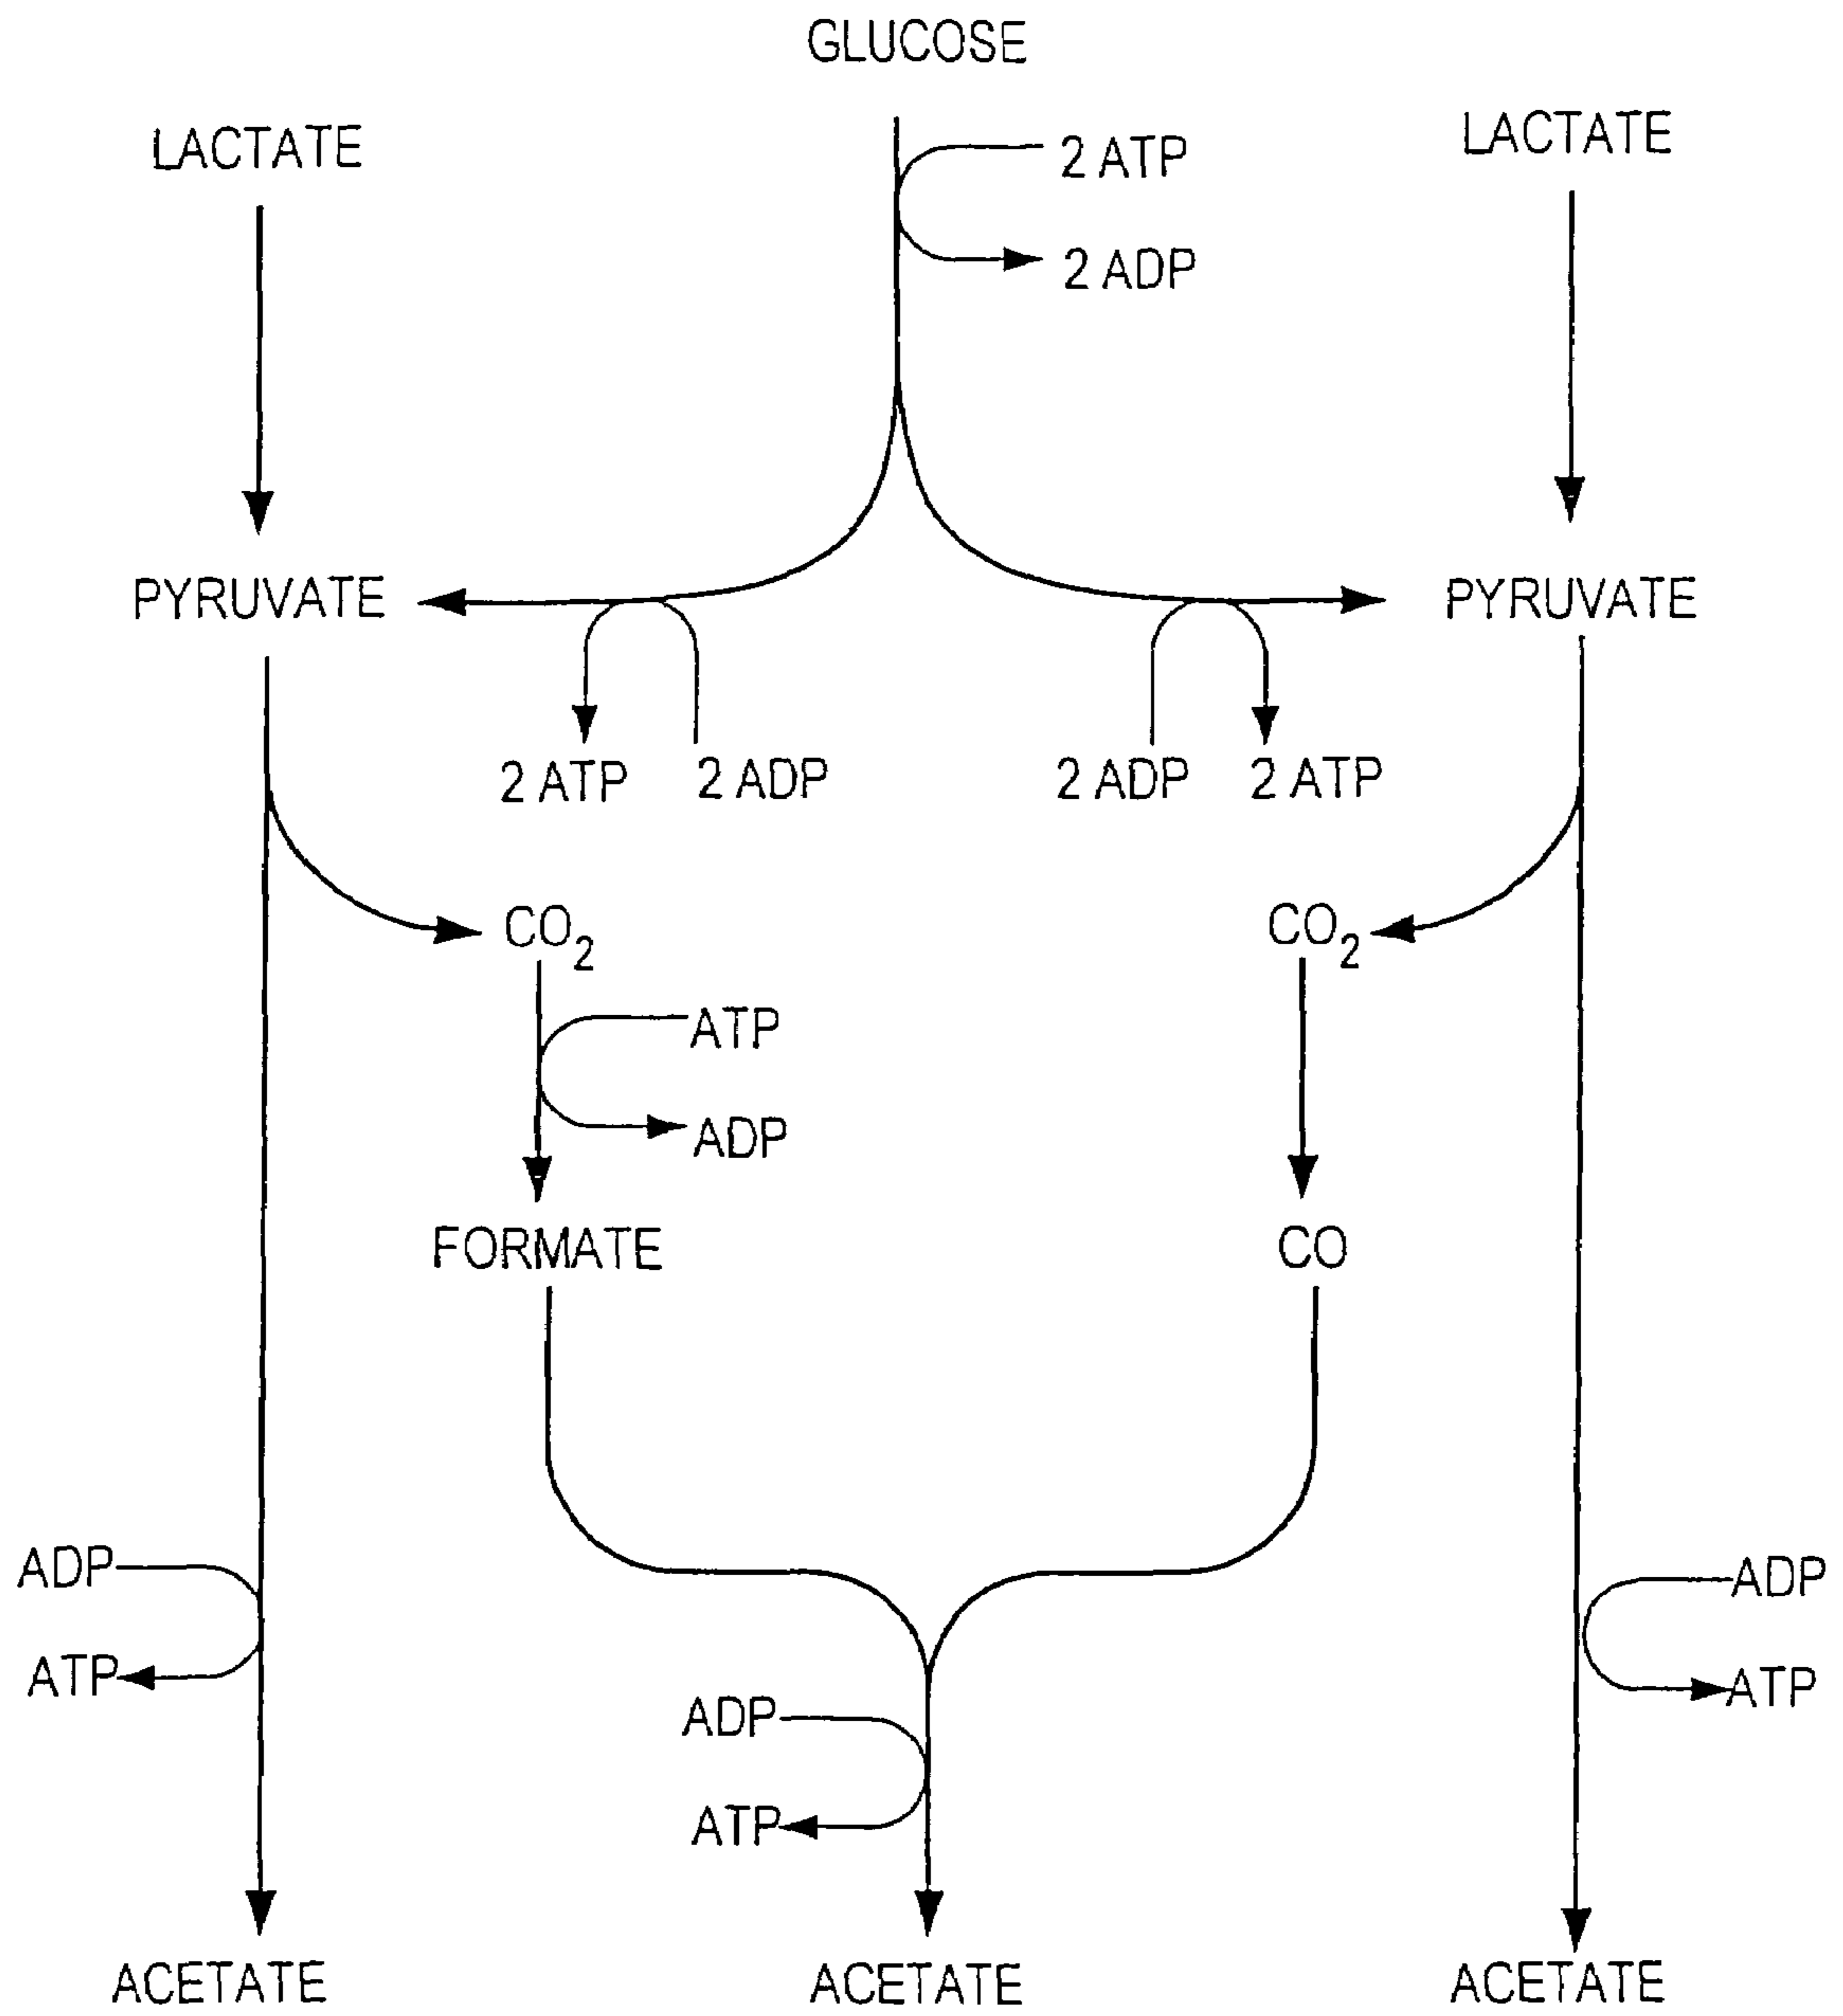 GLUCOSE
LACTATE
LACTATE
2 ATP
2 ADP
PYRUVATE
PYRUVATE
2 ATP
2 ADP
2 ADP
2 ATP
CO2
CO2
ATP
ADP
FORMATE
CO
ADP
ATP
ADP
ATP
ADP
ATP
ACETATE
ACETATE
ACETATE